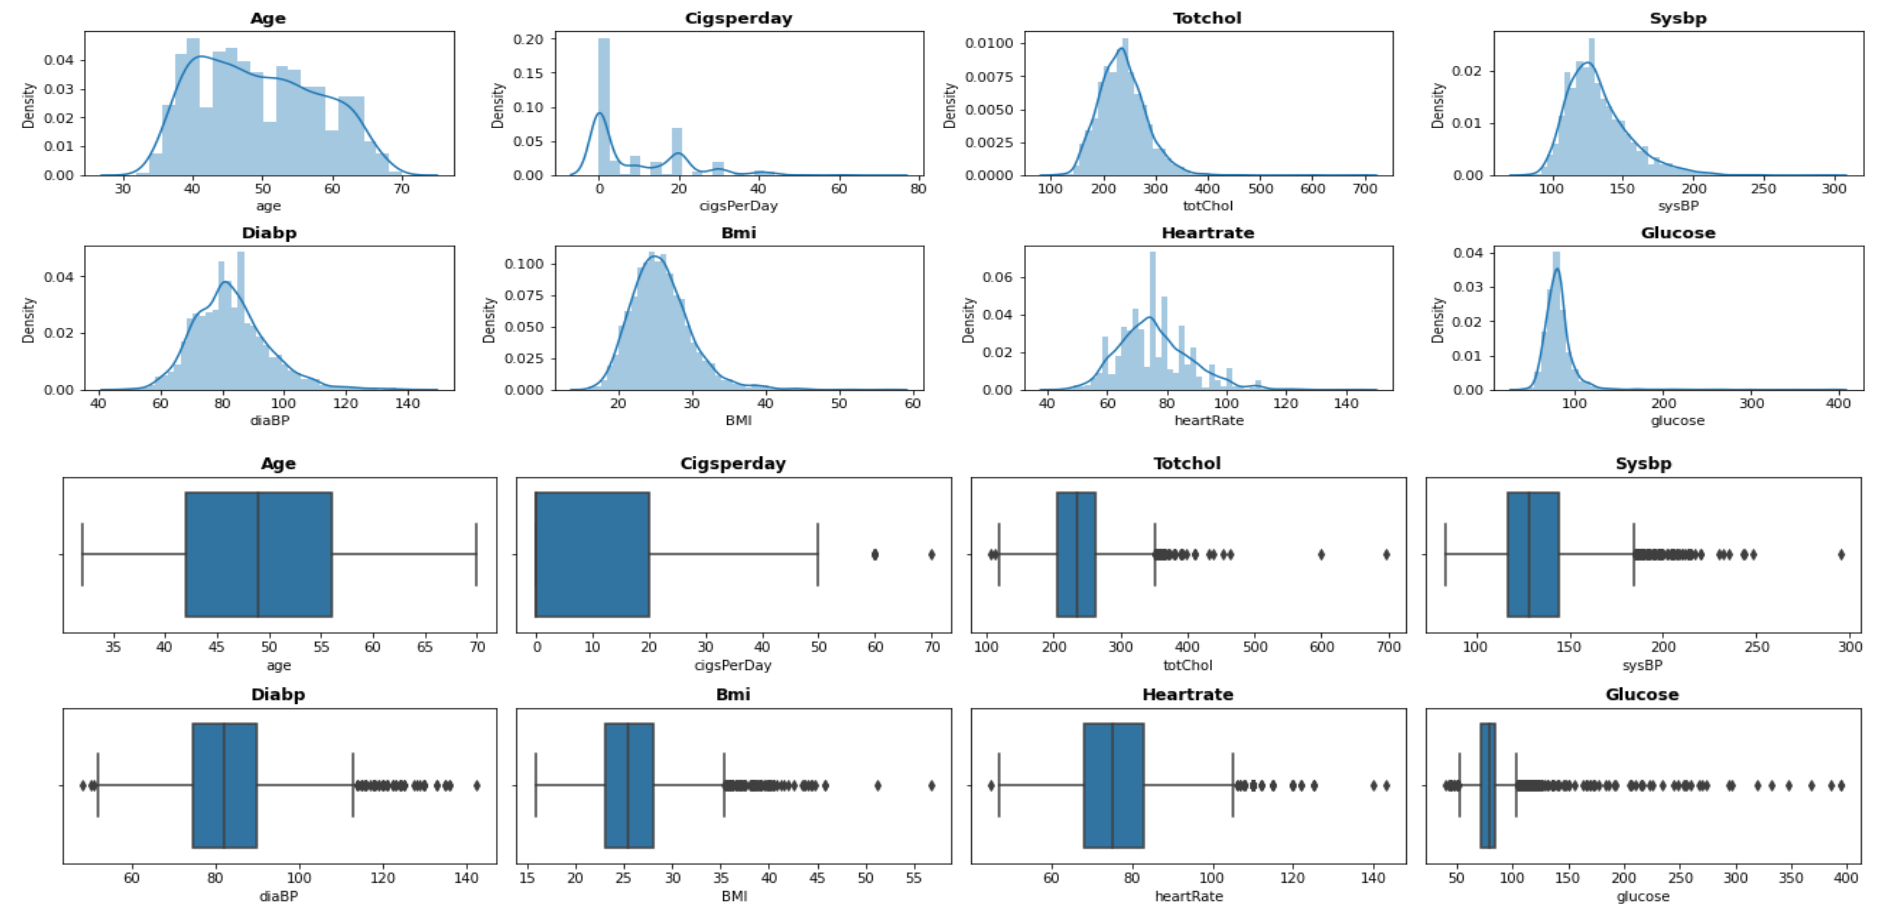 Age Cigsperday Totchol Sysbp
0.04 0.03 0.02 0.01 0.00
Density
30 40 50 60 70
age
0.20 0.15 0.10 0.05 0.00
Density
0 20 40 60 80
cigsPerDay
0.0100 0.0075 0.0050 0.0025 0.0000
Density
100 200 300 400 500 600 700
totChol
0.02 0.01 0.00
Density
100 150 200 250 300
sysBP
Diabp Bmi Heartrate Glucose
0.04 0.02 0.00
Density
40 60 80 100 120 140
diaBP
0.100 0.075 0.050 0.025 0.000
Density
20 30 40 50 60
BMI
0.06 0.04 0.02 0.00
Density
40 60 80 100 120 140
heartRate
0.04 0.03 0.02 0.01 0.00
Density
100 200 300 400
glucose
Age Cigsperday Totchol Sysbp
35 40 45 50 55 60 65 70
age
0 10 20 30 40 50 60 70
cigsPerDay
100 200 300 400 500 600 700
totChol
100 150 200 250 300
sysBP
Diabp Bmi Heartrate Glucose
60 80 100 120 140
diaBP
15 20 25 30 35 40 45 50 55
BMI
60 80 100 120 140
heartRate
50 100 150 200 250 300 350 400
glucose